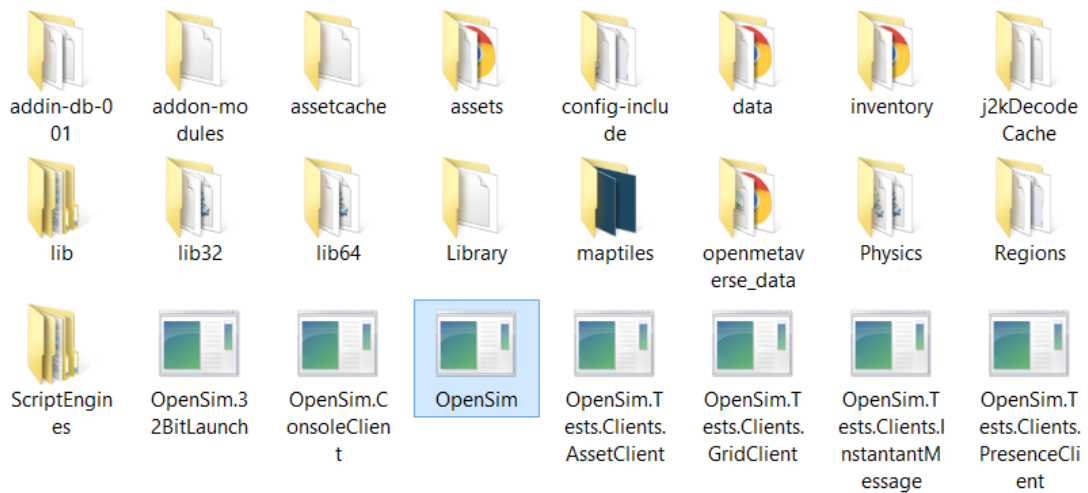 addin-db-0 addon-mo assetcache assets config-inclu data inventory j2kDecode
01 dules de Cache
lib lib32 lib64 Library maptiles openmetav Physics Regions
erse_data
ScriptEngin OpenSim.3 OpenSim.C OpenSim OpenSim.T OpenSim.T OpenSim.T OpenSim.T
es 2BitLaunch onsoleClien ests.Clients. ests.Clients. ests.Clients.I ests.Clients.
t AssetClient GridClient nstantantM PresenceCli
essage ent